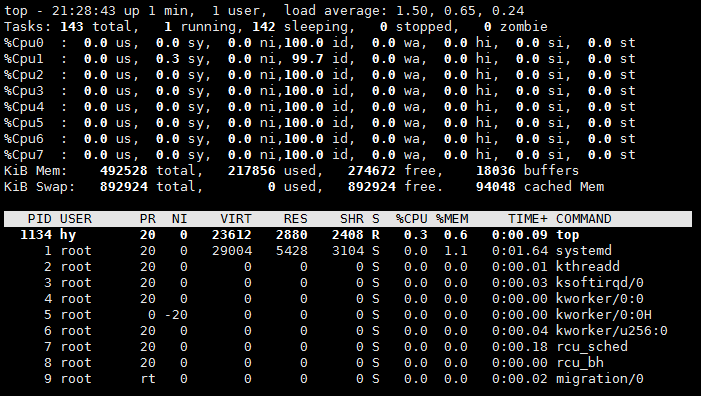 top - 21:28:43 up 1 min,  1 user,  load average: 1.50, 0.65, 0.24
Tasks: 143 total,   1 running, 142 sleeping,   0 stopped,   0 zombie
%Cpu0  :  0.0 us,  0.0 sy,  0.0 ni,100.0 id,  0.0 wa,  0.0 hi,  0.0 si,  0.0 st
%Cpu1  :  0.0 us,  0.3 sy,  0.0 ni, 99.7 id,  0.0 wa,  0.0 hi,  0.0 si,  0.0 st
%Cpu2  :  0.0 us,  0.0 sy,  0.0 ni,100.0 id,  0.0 wa,  0.0 hi,  0.0 si,  0.0 st
%Cpu3  :  0.0 us,  0.0 sy,  0.0 ni,100.0 id,  0.0 wa,  0.0 hi,  0.0 si,  0.0 st
%Cpu4  :  0.0 us,  0.0 sy,  0.0 ni,100.0 id,  0.0 wa,  0.0 hi,  0.0 si,  0.0 st
%Cpu5  :  0.0 us,  0.0 sy,  0.0 ni,100.0 id,  0.0 wa,  0.0 hi,  0.0 si,  0.0 st
%Cpu6  :  0.0 us,  0.0 sy,  0.0 ni,100.0 id,  0.0 wa,  0.0 hi,  0.0 si,  0.0 st
%Cpu7  :  0.0 us,  0.0 sy,  0.0 ni,100.0 id,  0.0 wa,  0.0 hi,  0.0 si,  0.0 st
KiB Mem:    492528 total,   217856 used,   274672 free,    18036 buffers
KiB Swap:   892924 total,        0 used,   892924 free.    94048 cached Mem
  PID USER      PR  NI    VIRT    RES    SHR S  %CPU %MEM     TIME+ COMMAND
 1134 hy        20   0   23612   2880   2408 R   0.3  0.6   0:00.09 top
    1 root      20   0   29004   5428   3104 S   0.0  1.1   0:01.64 systemd
    2 root      20   0       0      0      0 S   0.0  0.0   0:00.01 kthreadd
    3 root      20   0       0      0      0 S   0.0  0.0   0:00.03 ksoftirqd/0
    4 root      20   0       0      0      0 S   0.0  0.0   0:00.00 kworker/0:0
    5 root       0 -20       0      0      0 S   0.0  0.0   0:00.00 kworker/0:0H
    6 root      20   0       0      0      0 S   0.0  0.0   0:00.04 kworker/u256:0
    7 root      20   0       0      0      0 S   0.0  0.0   0:00.18 rcu_sched
    8 root      20   0       0      0      0 S   0.0  0.0   0:00.00 rcu_bh
    9 root      rt   0       0      0      0 S   0.0  0.0   0:00.02 migration/0